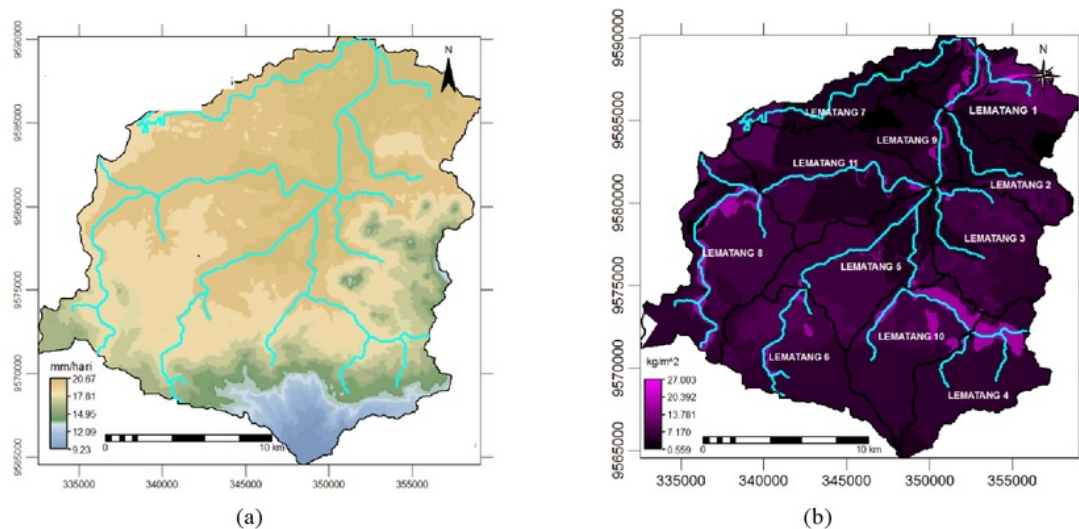 9590000
9585000
9580000
9575000
9570000
9565000
N
mm/hari
20.67
17.81
14.95
12.09
9.23
0
10 km
335000 340000 345000 350000 355000
(a)
9590000
9585000
9580000
9575000
9570000
9565000
N
LEMATANG 7
LEMATANG 1
LEMATANG 9
LEMATANG 11
LEMATANG 2
LEMATANG 3
LEMATANG 8
LEMATANG 5
LEMATANG 10
LEMATANG 6
LEMATANG 4
kg/m^2
27.003
20.392
13.781
7.170
0.559
0
10 km
335000 340000 345000 350000 355000
(b)